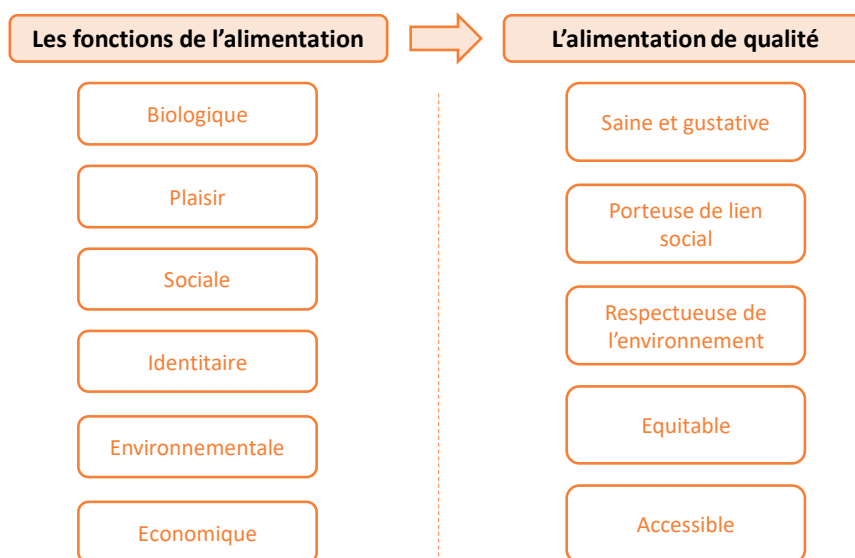 Les fonctions de l'alimentation
L'alimentation de qualité
Biologique
Plaisir
Sociale
Identitaire
Environnementale
Economique
Saine et gustative
Porteuse de lien
social
Respectueuse de
l'environnement
Equitable
Accessible